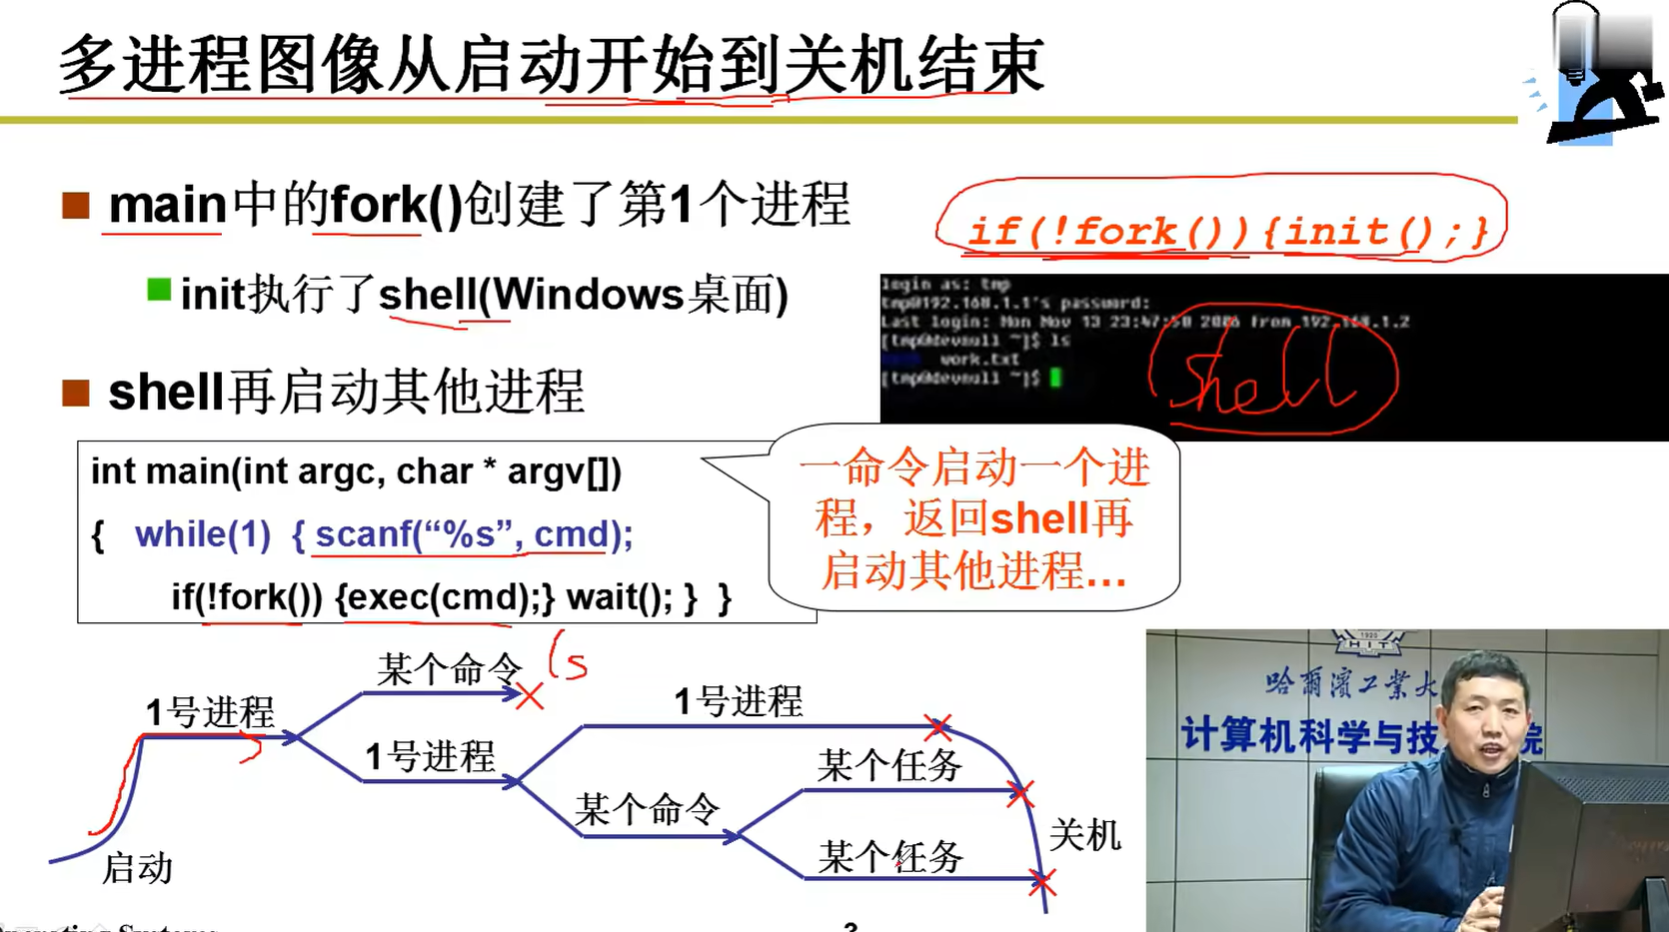 多进程图像从启动开始到关机结束
main中的fork()创建了第1个进程
if(!fork()){init();}
init执行了shell(Windows桌面)
login as: tmp
tmp@192.168.1.1's password:
Last login: Mon Nov 13 23:47:50 2006 from 192.168.1.2
[tmp@devnull ~]$ ls
work.txt
[tmp@devnull ~]$
shell
shell再启动其他进程
int main(int argc, char * argv[])
{ while(1) { scanf(“%s”, cmd);
if(!fork()) {exec(cmd);} wait(); } }
一命令启动一个进
程，返回shell再
启动其他进程...
某个命令
ls
1号进程
1号进程
1号进程
某个命令
某个任务
某个任务
启动
关机
1920
HIT
哈尔滨工业大
计算机科学与技
院
Operating Systems
3